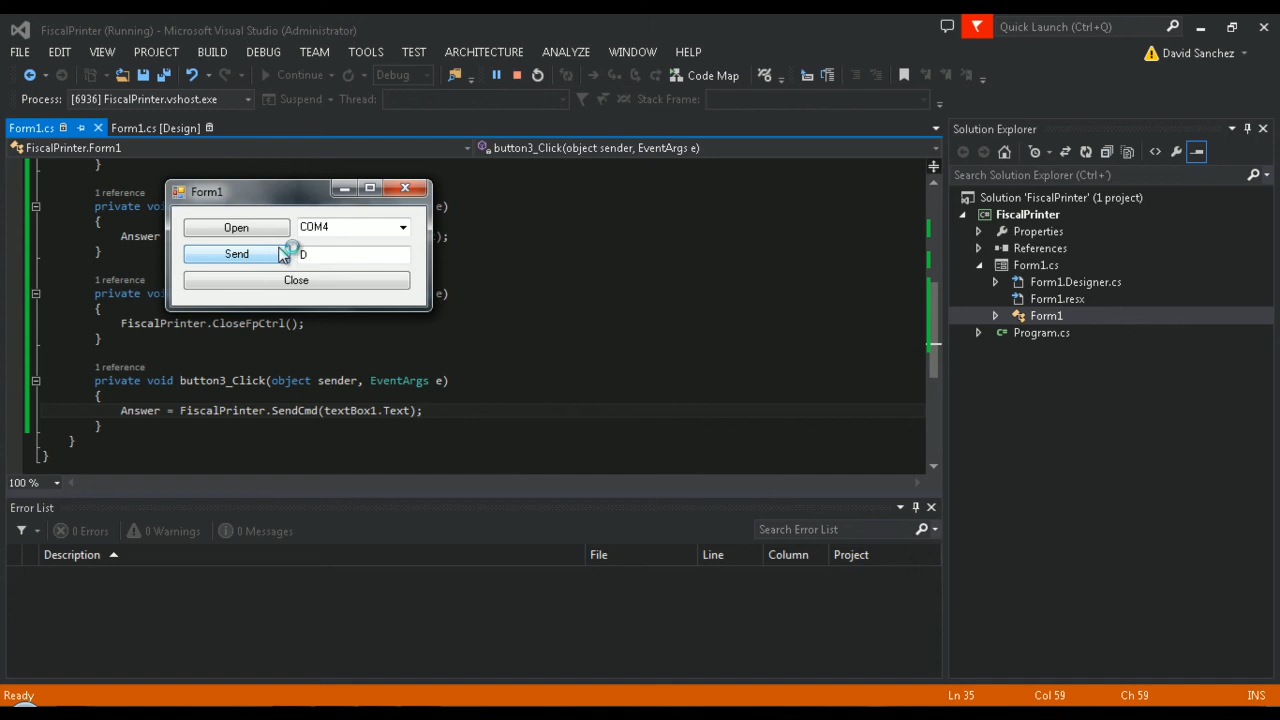 FiscalPrinter (Running) - Microsoft Visual Studio (Administrator)
Quick Launch (Ctrl+Q)
FILE EDIT VIEW PROJECT BUILD DEBUG TEAM TOOLS TEST ARCHITECTURE ANALYZE WINDOW HELP
David Sanchez
Continue Debug Code Map
Process: [6936] FiscalPrinter.vshost.exe Suspend Thread: Stack Frame:
Form1.cs Form1.cs [Design]
FiscalPrinter.Form1 button3_Click(object sender, EventArgs e)
}
1 reference
private voi e)
{
Answer );
}
1 reference
private voi e)
{
FiscalPrinter.CloseFpCtrl();
}
1 reference
private void button3_Click(object sender, EventArgs e)
{
Answer = FiscalPrinter.SendCmd(textBox1.Text);
}
}
}
Form1
Open COM4
Send D
Close
100 %
Error List
0 Errors 0 Warnings 0 Messages Search Error List
Description File Line Column Project
Solution Explorer
Search Solution Explorer (Ctrl+')
Solution 'FiscalPrinter' (1 project)
FiscalPrinter
Properties
References
Form1.cs
Form1.Designer.cs
Form1.resx
Form1
Program.cs
Ready Ln 35 Col 59 Ch 59 INS